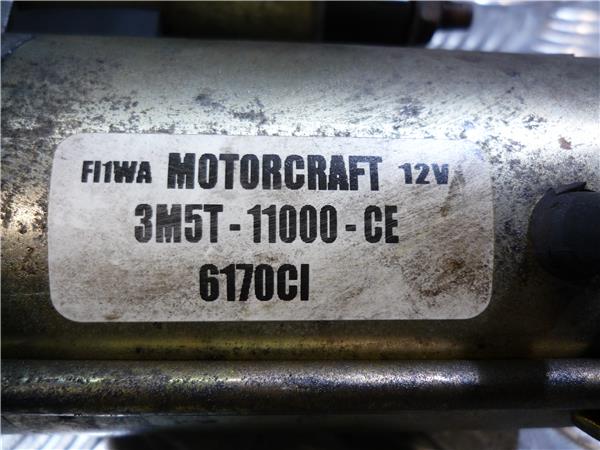 FI1WA MOTORCRAFT 12V
3M5T - 11000 - CE
6170CI